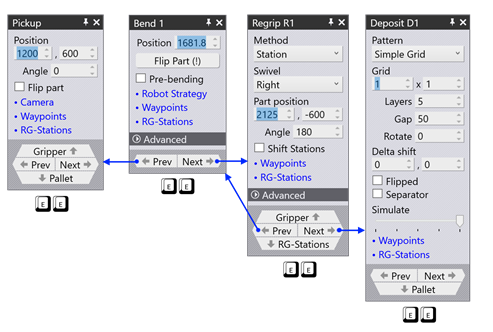 Pickup
Position
1200 , 600
Angle 0
Flip part
• Camera
• Waypoints
• RG-Stations
Gripper
Prev Next
Pallet
E E
Bend 1
Position 1681.8
Flip Part (!)
Pre-bending
• Robot Strategy
• Waypoints
• RG-Stations
Advanced
Prev Next
E E
Regrip R1
Method
Station
Swivel
Right
Part position
2125 , -600
Angle 180
Shift Stations
• Waypoints
• RG-Stations
Advanced
Gripper
Prev Next
RG-Stations
E E
Deposit D1
Pattern
Simple Grid
Grid
1 x 1
Layers 5
Gap 50
Rotate 0
Delta shift
0 , 0
Flipped
Separator
Simulate
• Waypoints
• RG-Stations
Prev Next
Pallet
E E